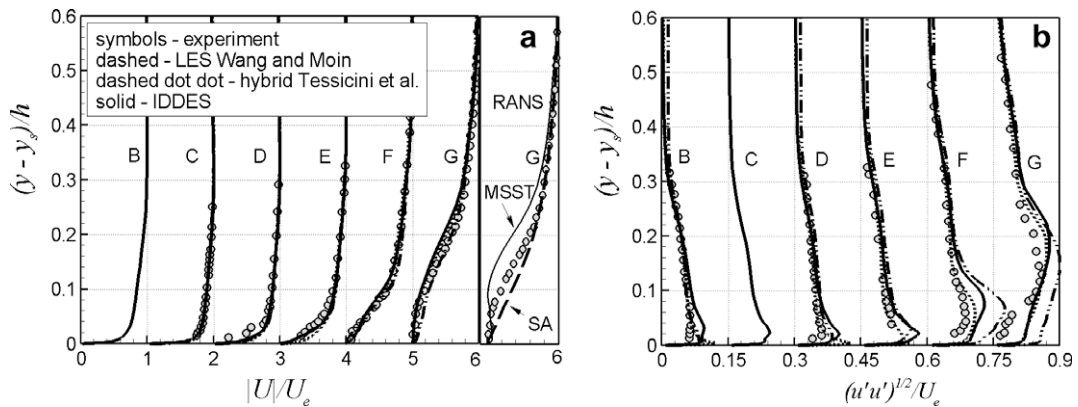 0.6
a
symbols - experiment
dashed - LES Wang and Moin
dashed dot dot - hybrid Tessicini et al.
solid - IDDES
RANS
0.5
0.4
0.3
0.2
0.1
0
(y - yₛ)/h
B
C
D
E
F
G
G
MSST
SA
0
1
2
3
4
5
6
6
|U|/Uₑ
0.6
b
0.5
0.4
0.3
0.2
0.1
0
(y - yₛ)/h
B
C
D
E
F
G
0
0.15
0.3
0.45
0.6
0.75
0.9
(u'u')^1/2/Uₑ